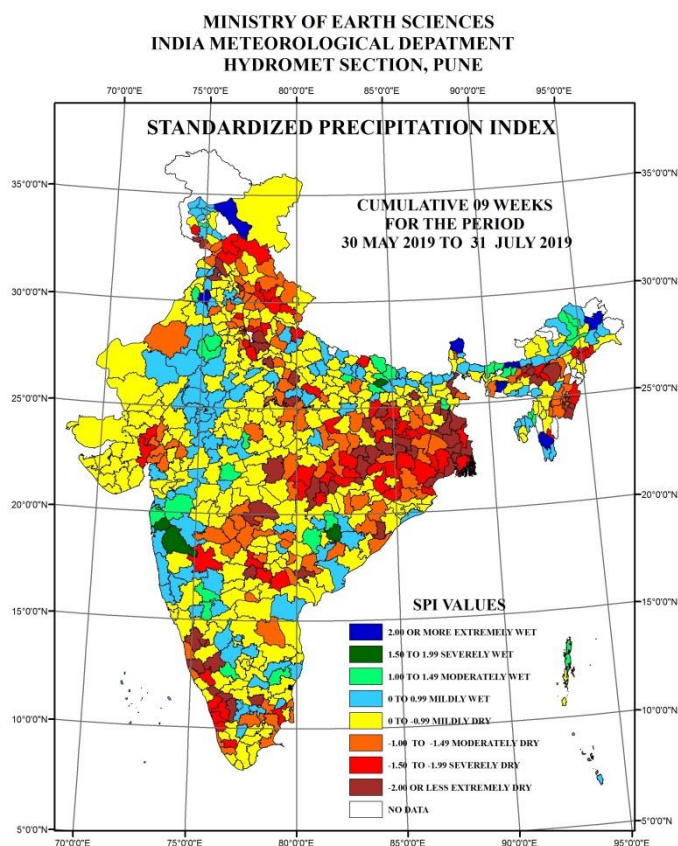 MINISTRY OF EARTH SCIENCES
INDIA METEOROLOGICAL DEPATMENT
HYDROMET SECTION, PUNE
70°0'0"E 75°0'0"E 80°0'0"E 85°0'0"E 90°0'0"E 95°0'0"E
STANDARDIZED PRECIPITATION INDEX
35°0'0"N 35°0'0"N
CUMULATIVE 09 WEEKS
FOR THE PERIOD
30 MAY 2019 TO 31 JULY 2019
30°0'0"N 30°0'0"N
25°0'0"N 25°0'0"N
20°0'0"N 20°0'0"N
15°0'0"N 15°0'0"N
SPI VALUES
2.00 OR MORE EXTREMELY WET
1.50 TO 1.99 SEVERELY WET
1.00 TO 1.49 MODERATELY WET
0 TO 0.99 MILDLY WET
0 TO -0.99 MILDLY DRY
-1.00 TO -1.49 MODERATELY DRY
-1.50 TO -1.99 SEVERELY DRY
-2.00 OR LESS EXTREMELY DRY
NO DATA
10°0'0"N 10°0'0"N
5°0'0"N 5°0'0"N
70°0'0"E 75°0'0"E 80°0'0"E 85°0'0"E 90°0'0"E 95°0'0"E